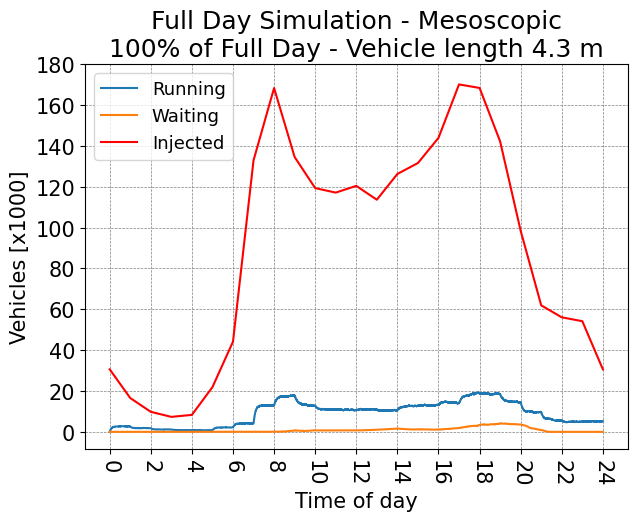 Full Day Simulation - Mesoscopic
100% of Full Day - Vehicle length 4.3 m
Running
Waiting
Injected
Vehicles [x1000]
180
160
140
120
100
80
60
40
20
0
0 2 4 6 8 10 12 14 16 18 20 22 24
Time of day